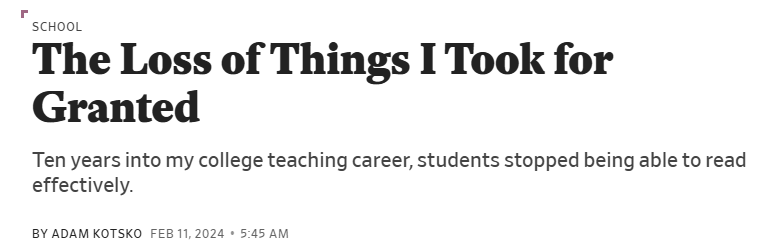 SCHOOL
The Loss of Things I Took for
Granted
Ten years into my college teaching career, students stopped being able to read
effectively.
BY ADAM KOTSKO FEB 11, 2024 • 5:45 AM